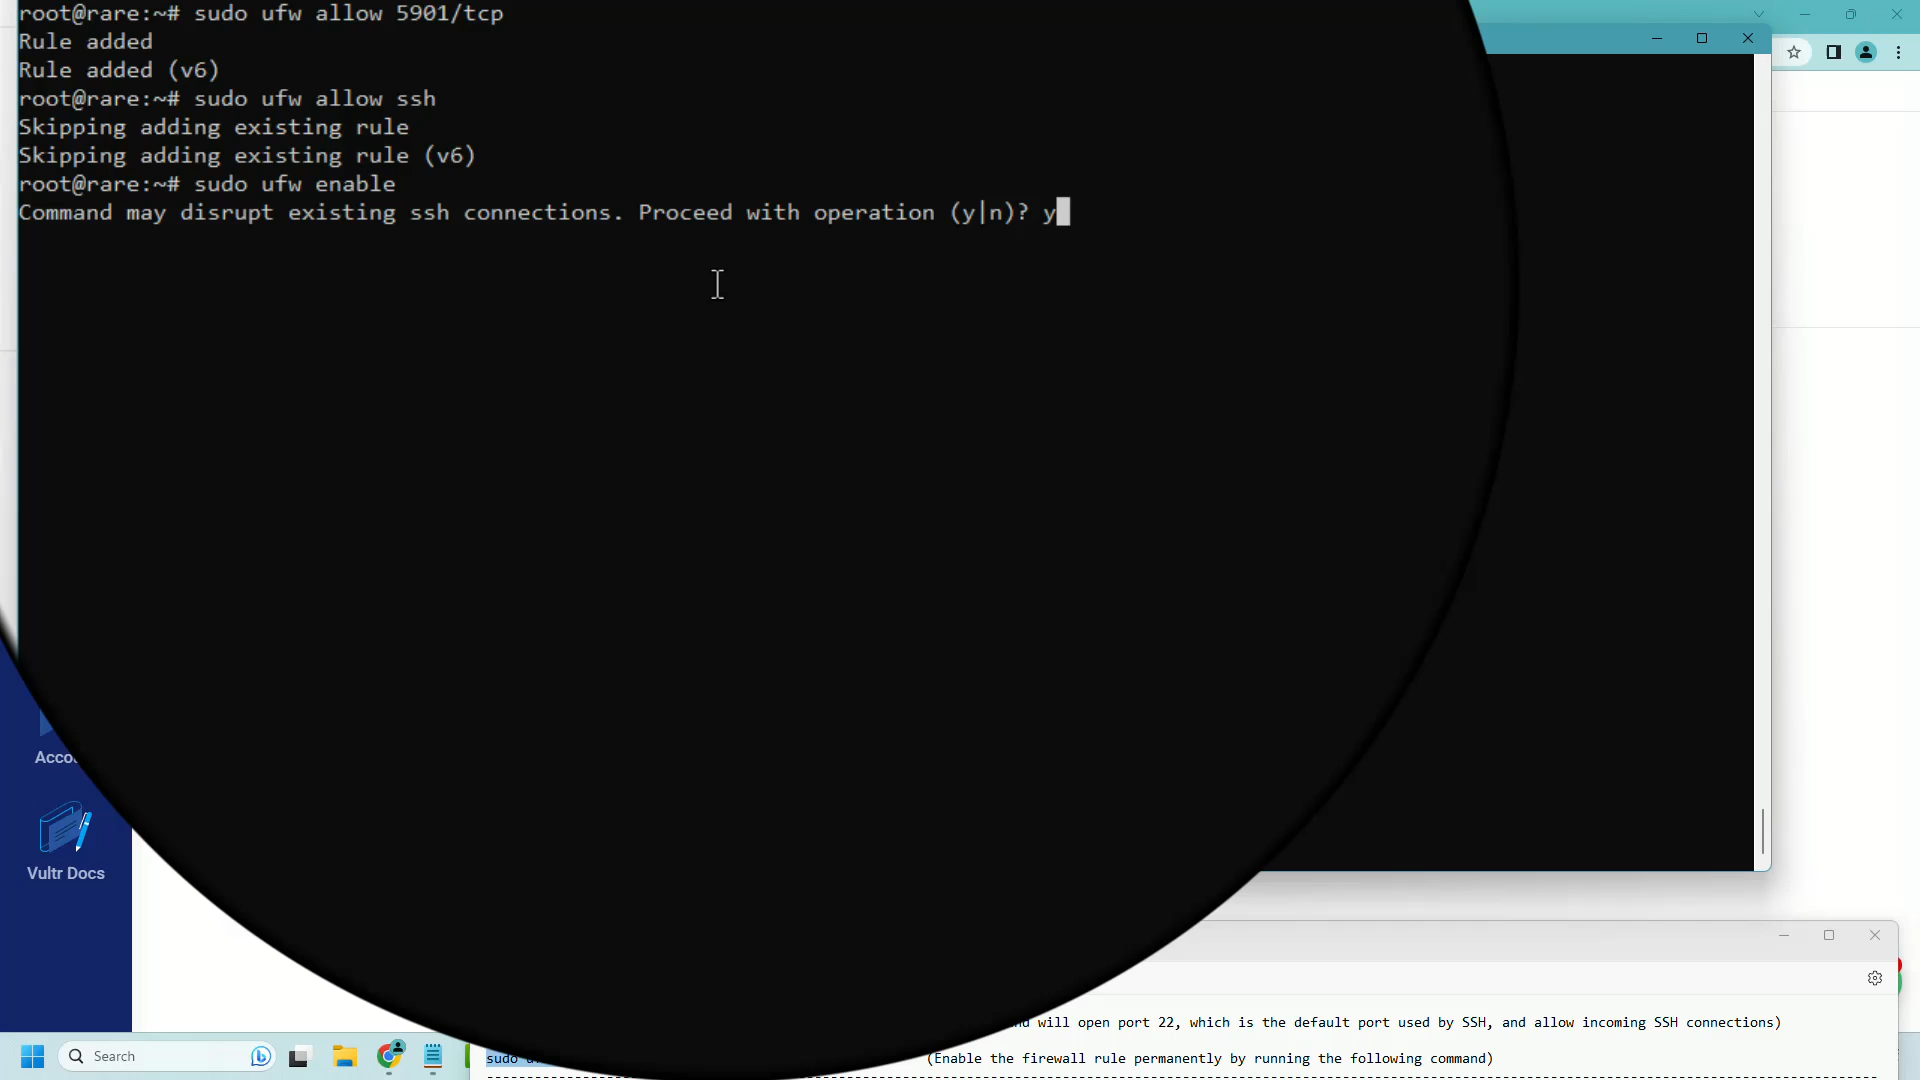 root@rare:~# sudo ufw allow 5901/tcp
Rule added
Rule added (v6)
root@rare:~# sudo ufw allow ssh
Skipping adding existing rule
Skipping adding existing rule (v6)
root@rare:~# sudo ufw enable
Command may disrupt existing ssh connections. Proceed with operation (y|n)? y
Vultr Docs
will open port 22, which is the default port used by SSH, and allow incoming SSH connections)
sudo
(Enable the firewall rule permanently by running the following command)
Search